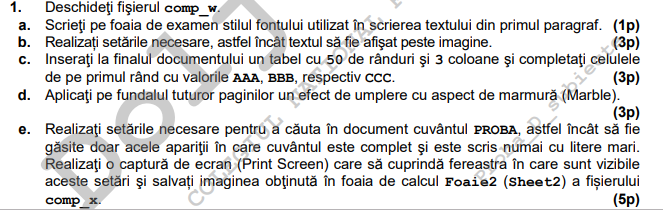 1. Deschideţi fişierul comp_w.
a. Scrieţi pe foaia de examen stilul fontului utilizat în scrierea textului din primul paragraf. (1p)
b. Realizați setările necesare, astfel încât textul să fie afişat peste imagine. (3p)
c. Inserați la finalul documentului un tabel cu 50 de rânduri şi 3 coloane şi completați celulele
de pe primul rând cu valorile AAA, BBB, respectiv CCC. (3p)
d. Aplicați pe fundalul tuturor paginilor un efect de umplere cu aspect de marmură (Marble).
(3p)
e. Realizaţi setările necesare pentru a căuta în document cuvântul PROBA, astfel încât să fie
găsite doar acele apariţii în care cuvântul este complet şi este scris numai cu litere mari.
Realizaţi o captură de ecran (Print Screen) care să cuprindă fereastra în care sunt vizibile
aceste setări şi salvați imaginea obţinută în foaia de calcul Foaie2 (Sheet2) a fişierului
comp_x. (5p)